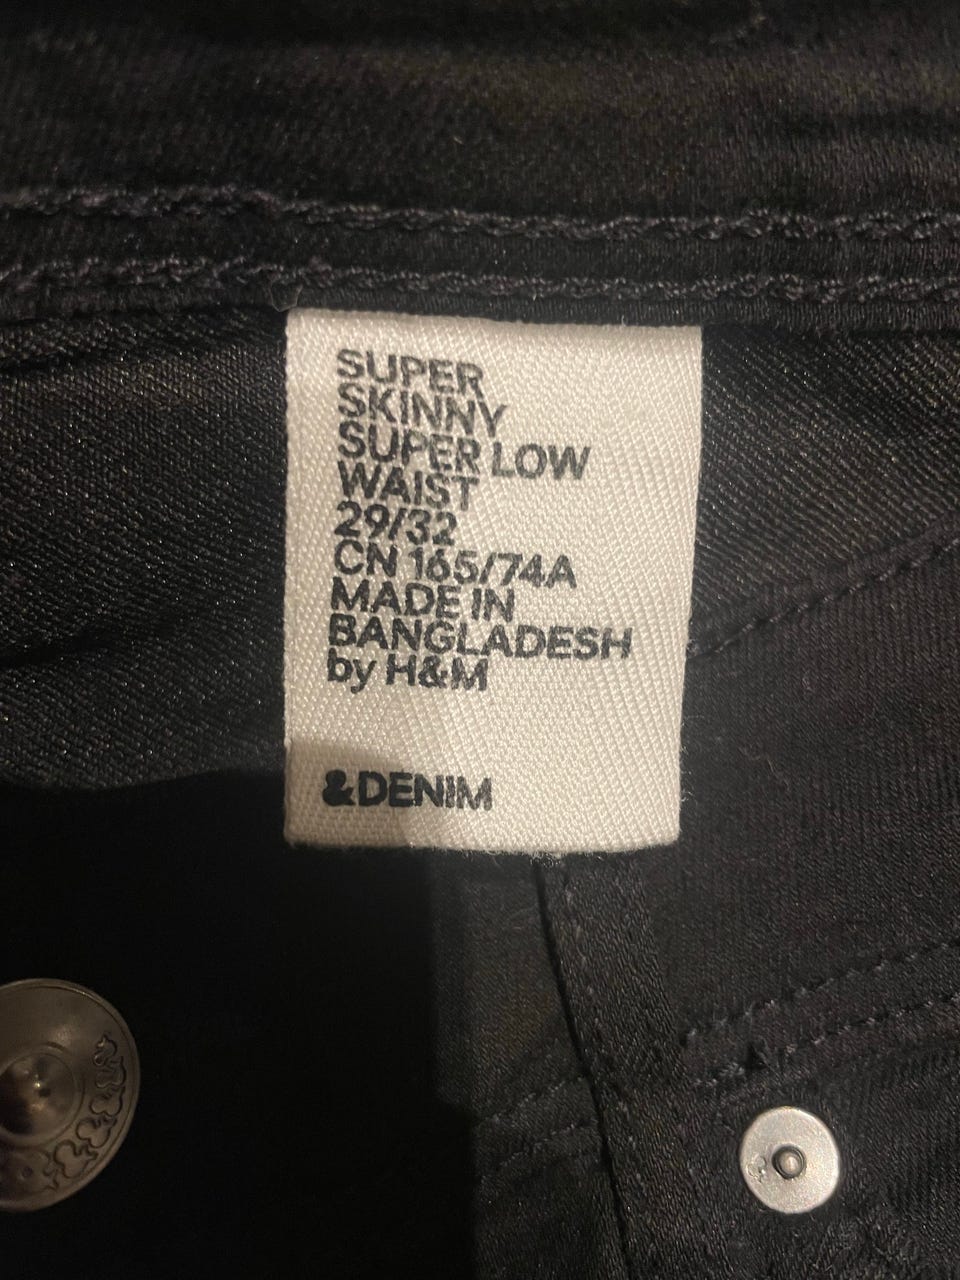 SUPER
SKINNY
SUPER LOW
WAIST
29/32
CN 165/74A
MADE IN
BANGLADESH
by H&M
&DENIM